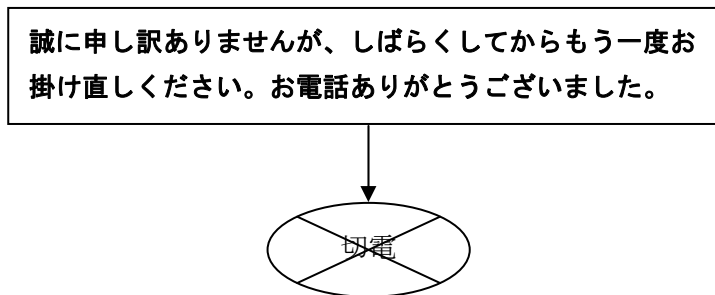 誠に申し訳ありませんが、しばらくしてからもう一度お
掛け直しください。お電話ありがとうございました。
切電